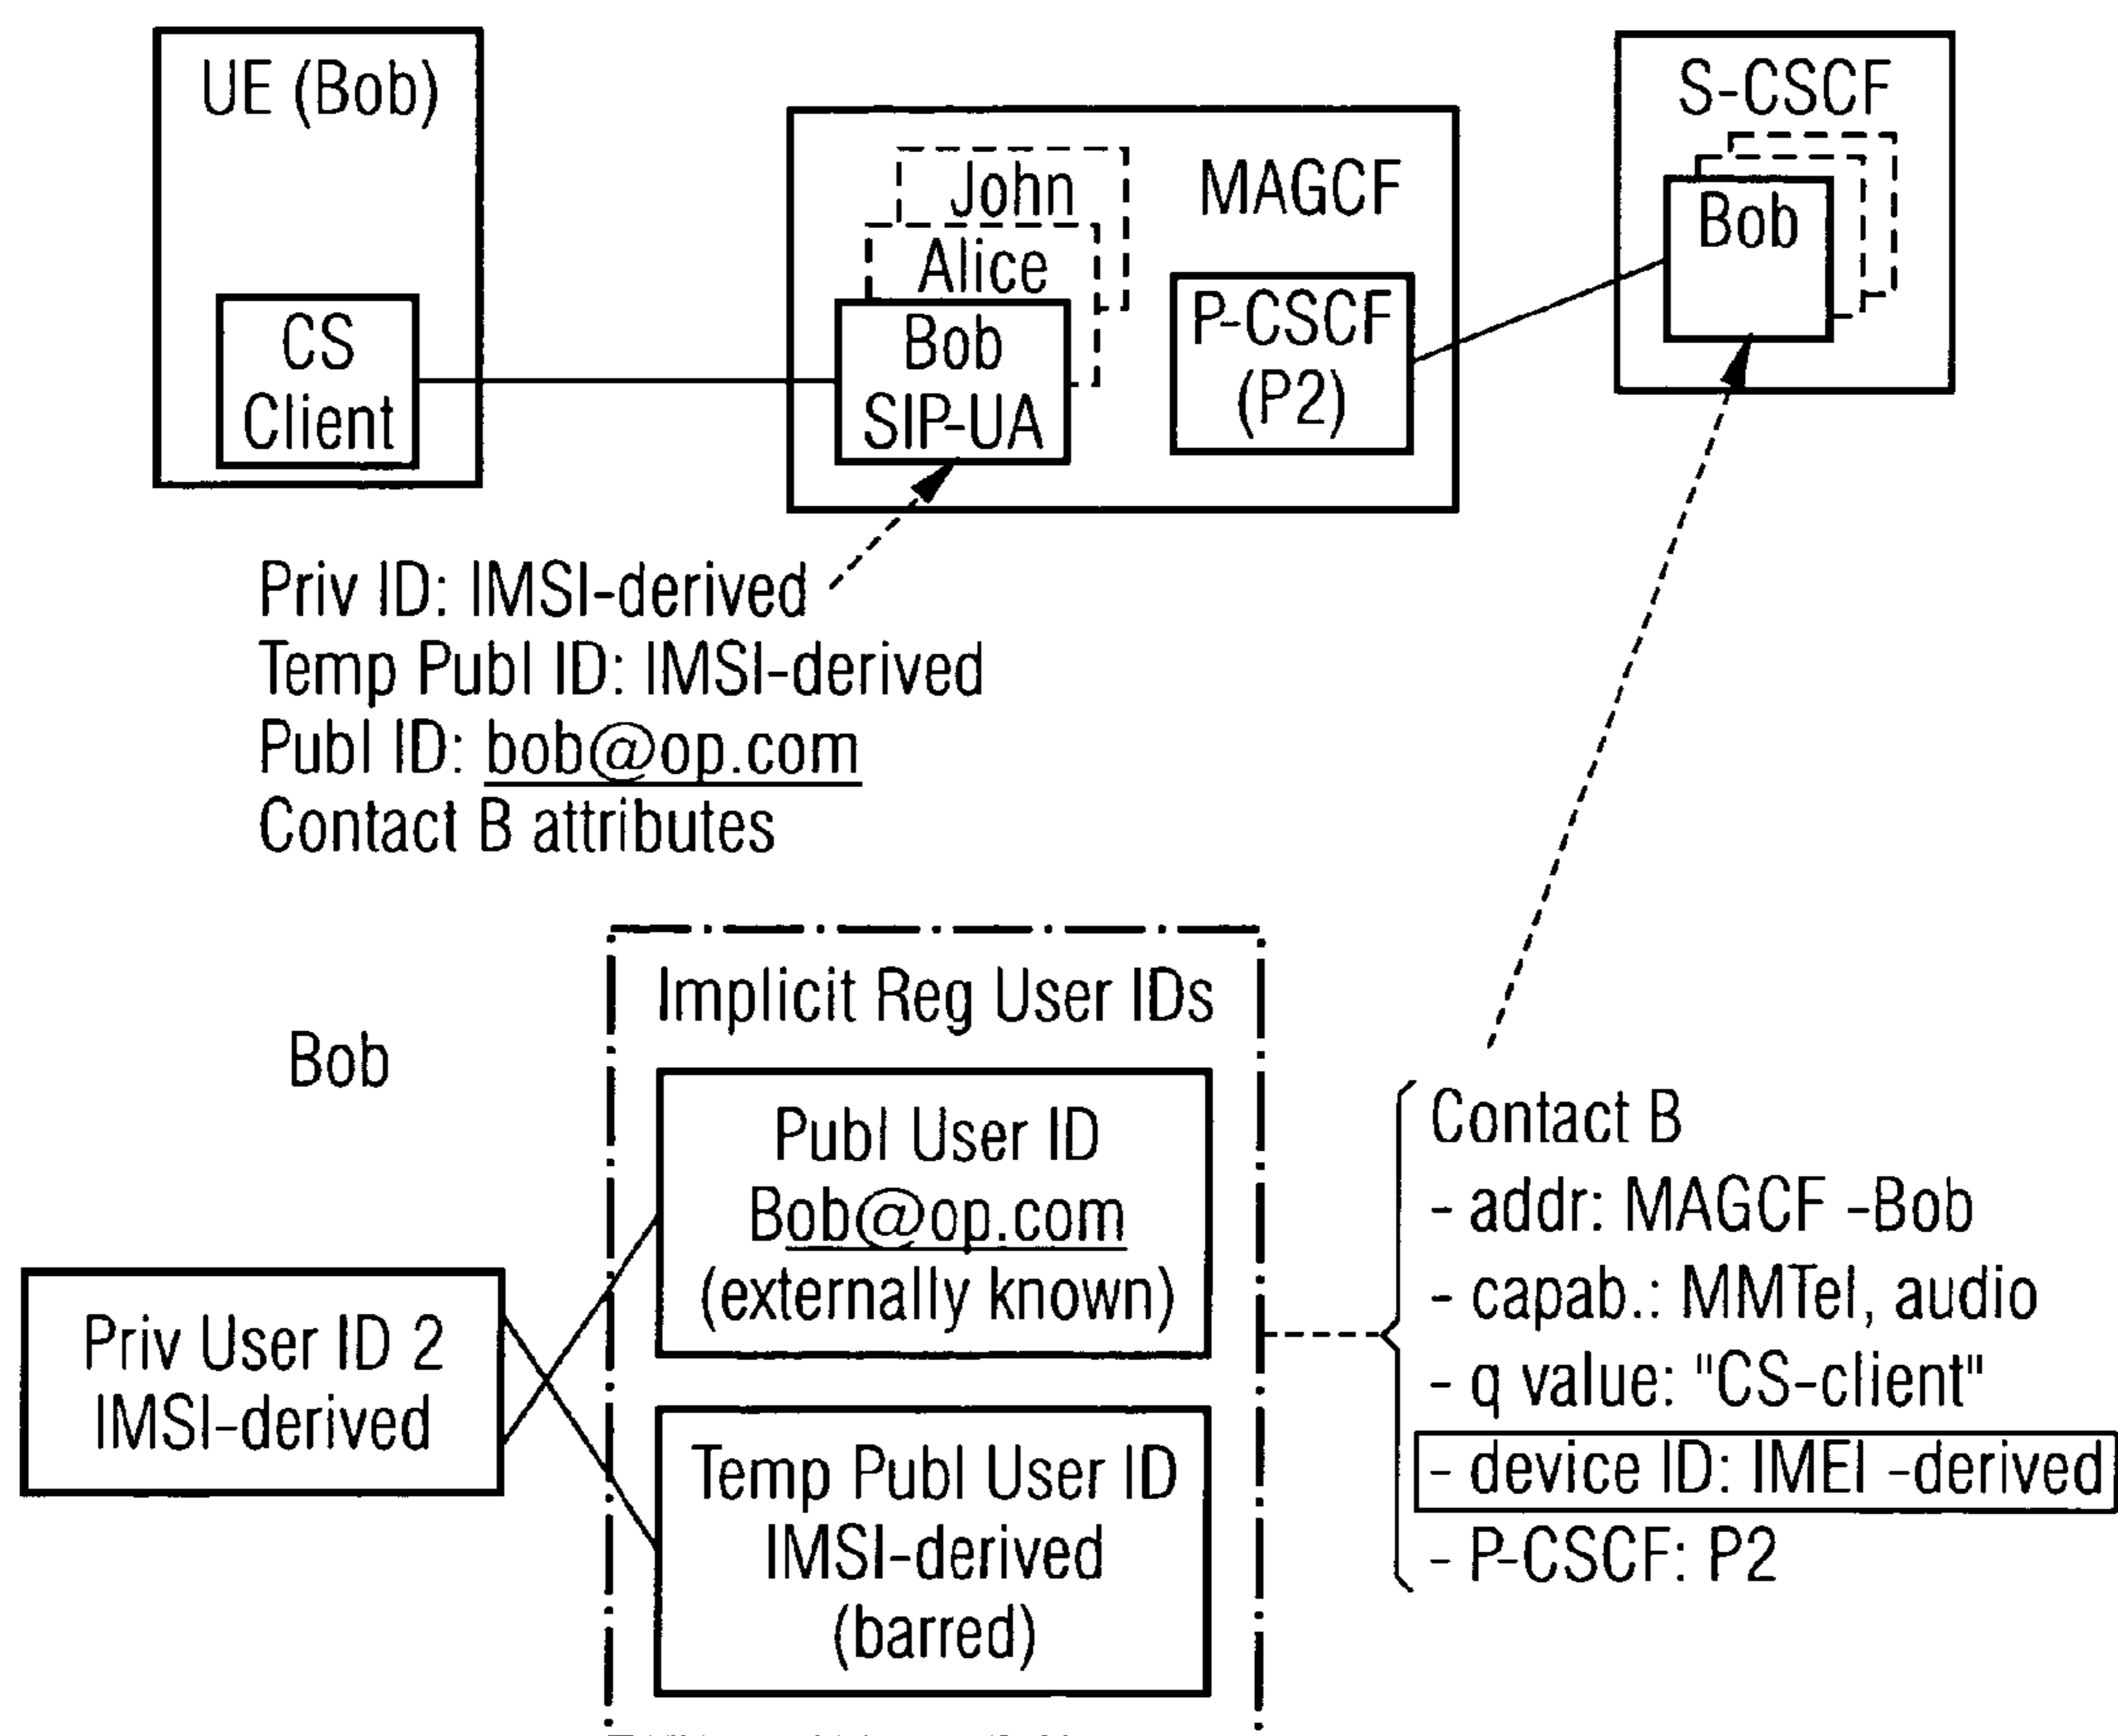 UE (Bob)
CS
Client
John
Alice
Bob
SIP-UA
MAGCF
P-CSCF
(P2)
S-CSCF
Bob
Priv ID: IMSI-derived
Temp Publ ID: IMSI-derived
Publ ID: bob@op.com
Contact B attributes
Bob
Implicit Reg User IDs
Priv User ID 2
IMSI-derived
Publ User ID
Bob@op.com
(externally known)
Temp Publ User ID
IMSI-derived
(barred)
Contact B
- addr: MAGCF -Bob
- capab.: MMTel, audio
- q value: "CS-client"
- device ID: IMEI -derived
- P-CSCF: P2